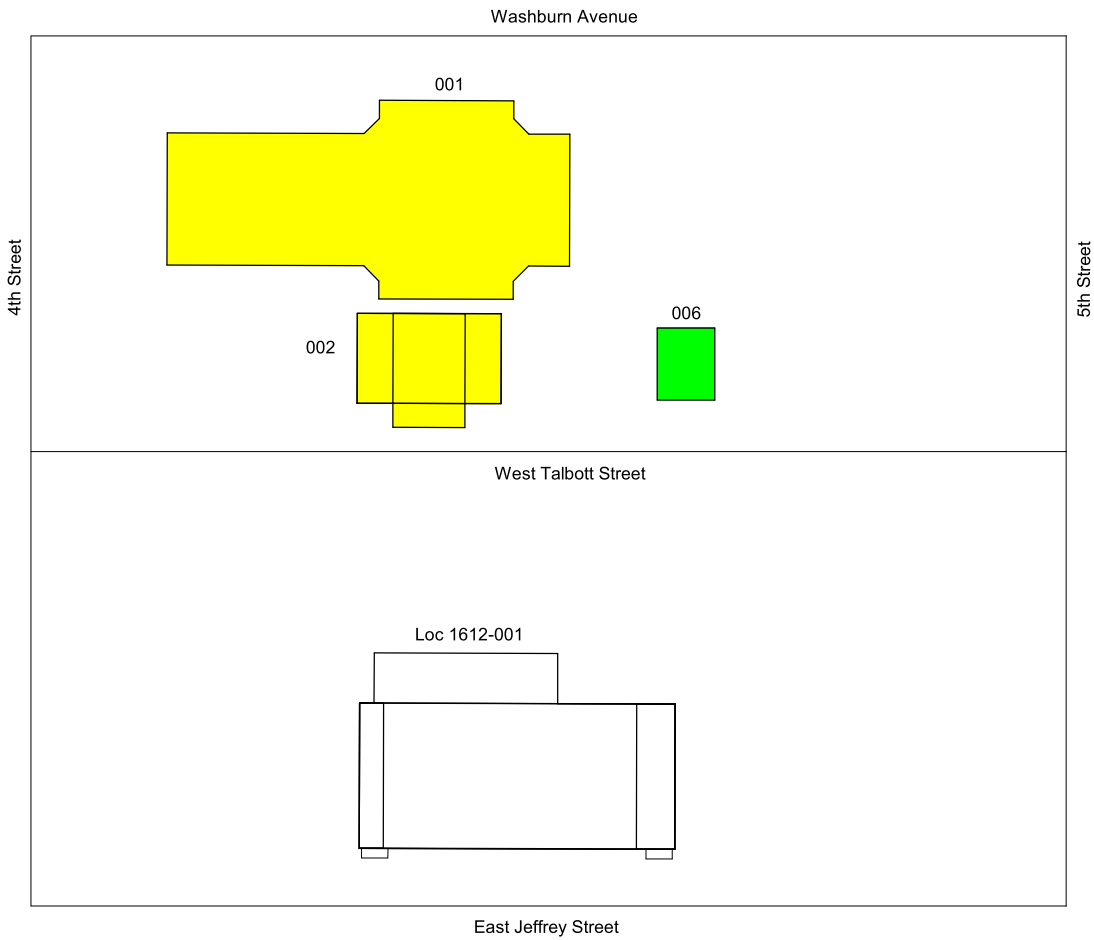 Washburn Avenue
001
4th Street
5th Street
006
002
West Talbott Street
Loc 1612-001
East Jeffrey Street